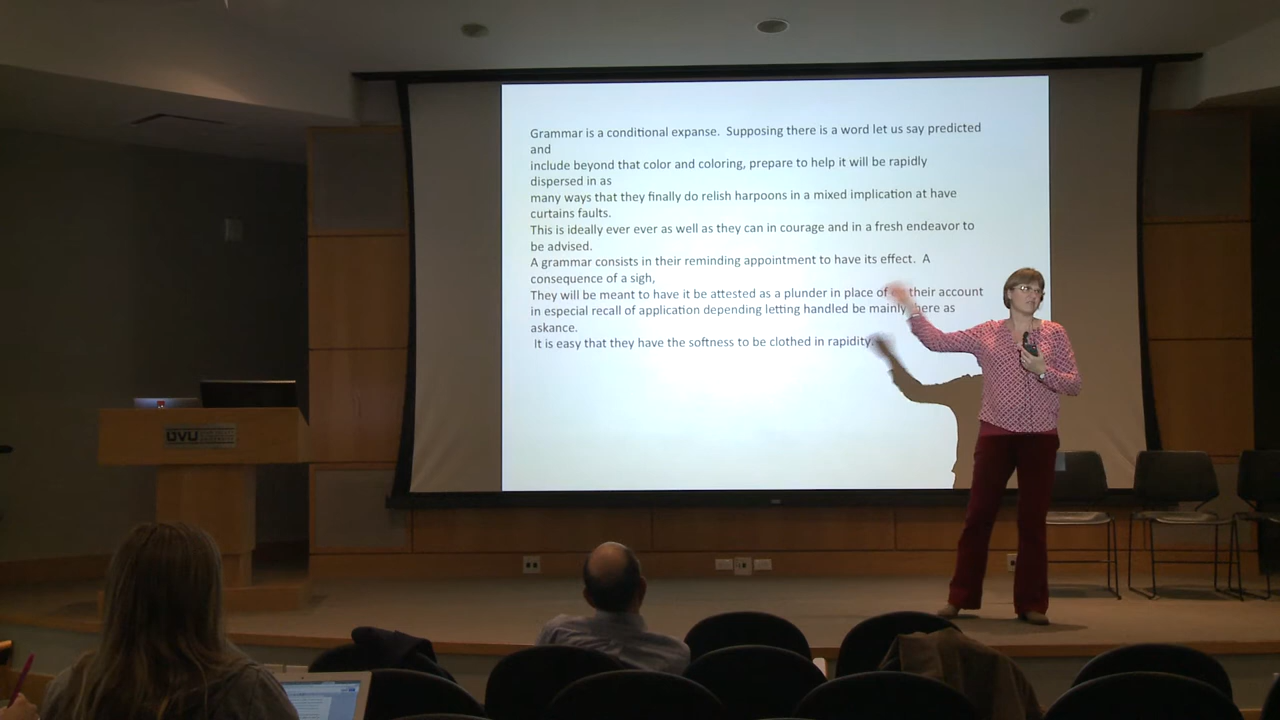 Grammar is a conditional expanse.  Supposing there is a word let us say predicted
and
include beyond that color and coloring, prepare to help it will be rapidly
dispersed in as
many ways that they finally do relish harpoons in a mixed implication at have
curtains faults.
This is ideally ever ever as well as they can in courage and in a fresh endeavor to
be advised.
A grammar consists in their reminding appointment to have its effect.  A
consequence of a sigh,
They will be meant to have it be attested as a plunder in place of their account
in especial recall of application depending letting handled be mainly as
askance.
It is easy that they have the softness to be clothed in rapidity.
UVU